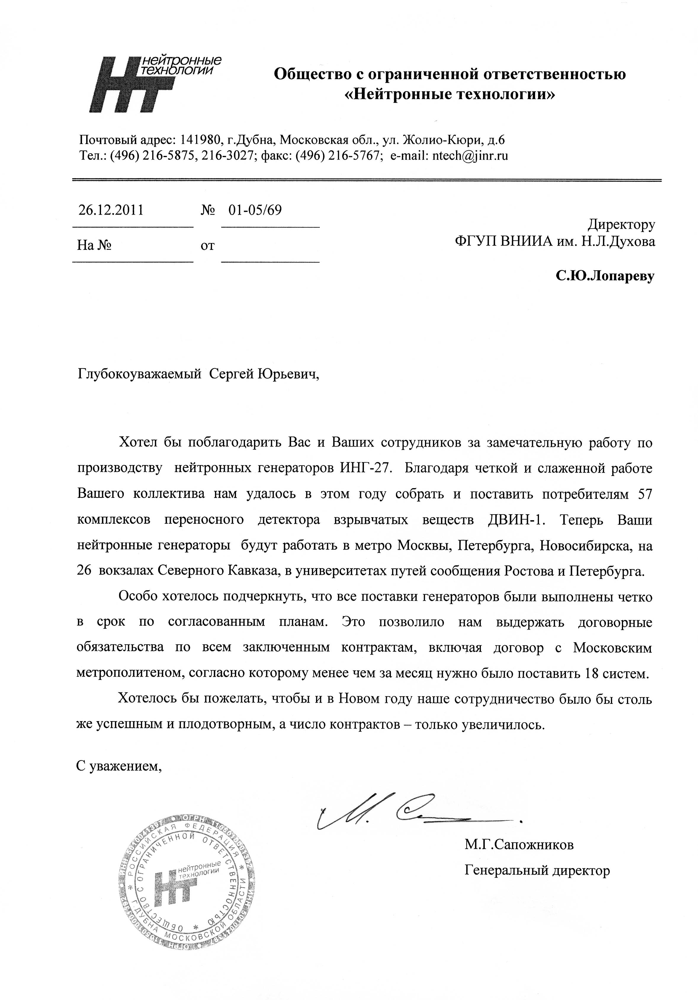 нейтронные
технологии
НТ
Общество с ограниченной ответственностью
«Нейтронные технологии»
Почтовый адрес: 141980, г.Дубна, Московская обл., ул. Жолио-Кюри, д.6
Тел.: (496) 216-5875, 216-3027; факс: (496) 216-5767; e-mail: ntech@jinr.ru
26.12.2011 № 01-05/69
На № от
Директору
ФГУП ВНИИА им. Н.Л.Духова
С.Ю.Лопареву
Глубокоуважаемый Сергей Юрьевич,
Хотел бы поблагодарить Вас и Ваших сотрудников за замечательную работу по
производству нейтронных генераторов ИНГ-27. Благодаря четкой и слаженной работе
Вашего коллектива нам удалось в этом году собрать и поставить потребителям 57
комплексов переносного детектора взрывчатых веществ ДВИН-1. Теперь Ваши
нейтронные генераторы будут работать в метро Москвы, Петербурга, Новосибирска, на
26 вокзалах Северного Кавказа, в университетах путей сообщения Ростова и Петербурга.
Особо хотелось подчеркнуть, что все поставки генераторов были выполнены четко
в срок по согласованным планам. Это позволило нам выдержать договорные
обязательства по всем заключенным контрактам, включая договор с Московским
метрополитеном, согласно которому менее чем за месяц нужно было поставить 18 систем.
Хотелось бы пожелать, чтобы и в Новом году наше сотрудничество было бы столь
же успешным и плодотворным, а число контрактов – только увеличилось.
С уважением,
М.Г.Сапожников
Генеральный директор
* РОССИЙСКАЯ ФЕДЕРАЦИЯ *
Г.ДУБНА МОСКОВСКОЙ ОБЛАСТИ
ОБЩЕСТВО С ОГРАНИЧЕННОЙ ОТВЕТСТВЕННОСТЬЮ *
нейтронные
технологии
НТ